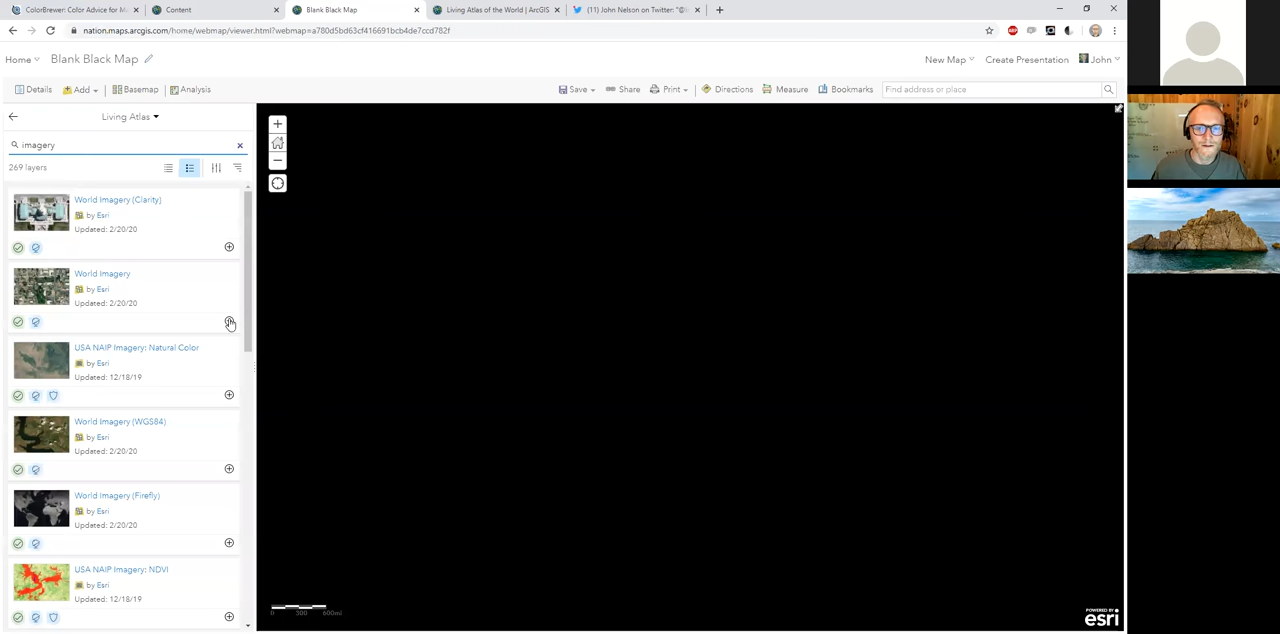 ColorBrewer: Color Advice for M
Content
Blank Black Map
Living Atlas of the World | ArcGIS
(11) John Nelson on Twitter: "@
nation.maps.arcgis.com/home/webmap/viewer.html?webmap=a780d5bd63cf416691bcb4de7ccd782f
ABP
Home
Blank Black Map
New Map
Create Presentation
John
Details
Add
Basemap
Analysis
Save
Share
Print
Directions
Measure
Bookmarks
Find address or place
Living Atlas
imagery
269 layers
World Imagery (Clarity)
by Esri
Updated: 2/20/20
World Imagery
by Esri
Updated: 2/20/20
USA NAIP Imagery: Natural Color
by Esri
Updated: 12/18/19
World Imagery (WGS84)
by Esri
Updated: 2/20/20
World Imagery (Firefly)
by Esri
Updated: 2/20/20
USA NAIP Imagery: NDVI
by Esri
Updated: 12/18/19
0 300 600mi
POWERED BY
esri